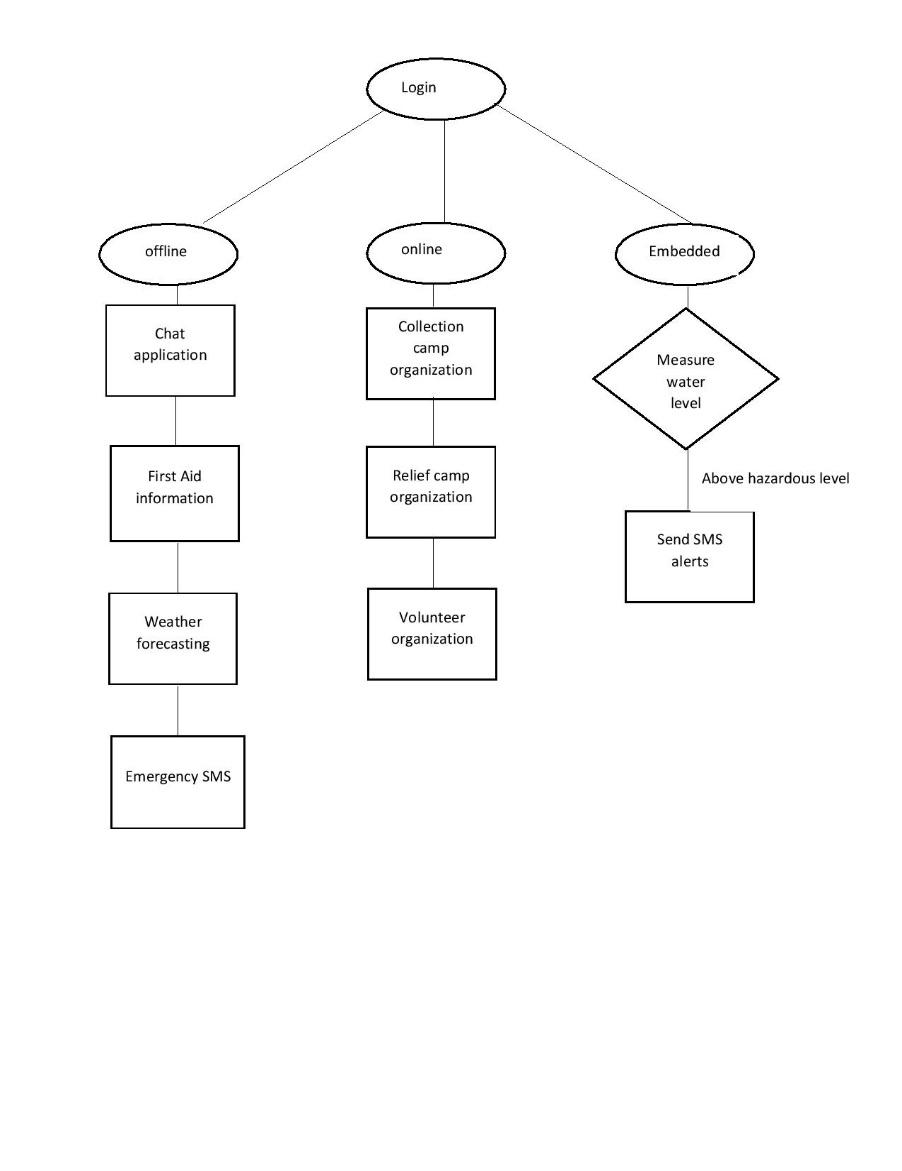 Login
offline
online
Embedded
Chat
application
Collection
camp
organization
Measure
water
level
First Aid
information
Relief camp
organization
Above hazardous level
Send SMS
alerts
Weather
forecasting
Volunteer
organization
Emergency SMS